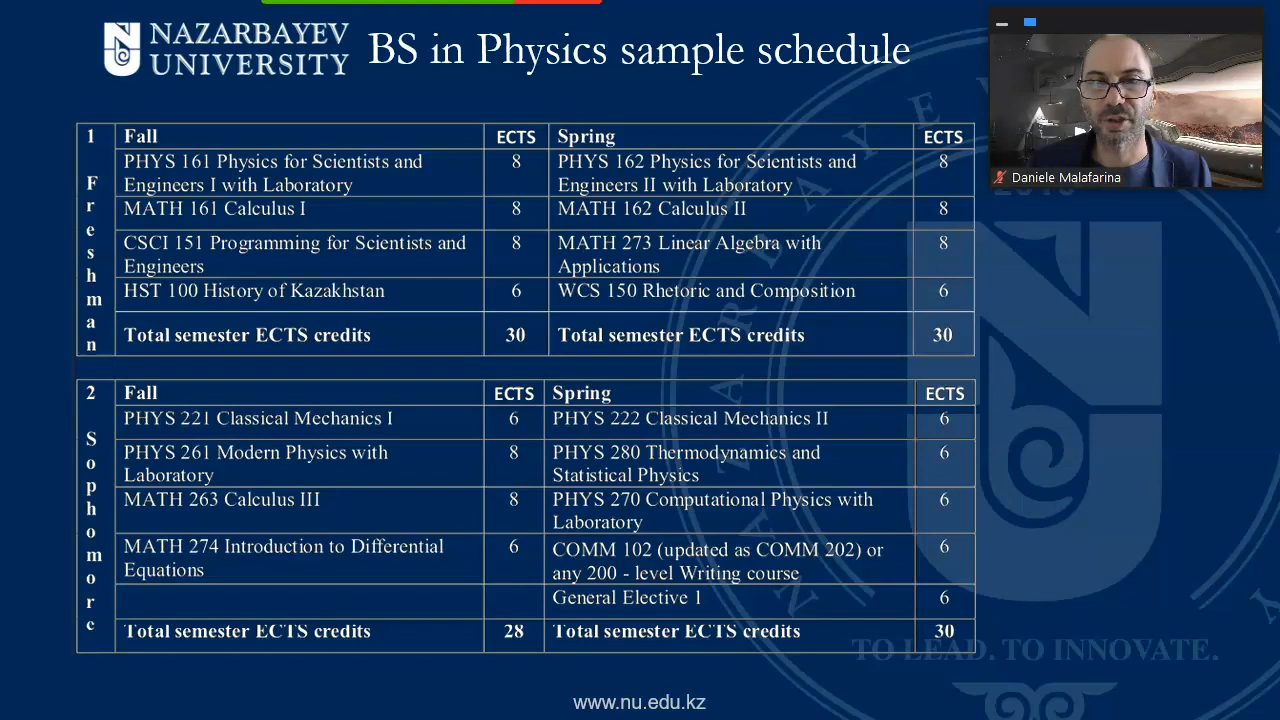 NAZARBAYEV
UNIVERSITY
BS in Physics sample schedule
Daniele Malafarina
1 Fall ECTS Spring ECTS
Freshman
PHYS 161 Physics for Scientists and
Engineers I with Laboratory
8
PHYS 162 Physics for Scientists and
Engineers II with Laboratory
8
MATH 161 Calculus I 8 MATH 162 Calculus II 8
CSCI 151 Programming for Scientists and
Engineers
8
MATH 273 Linear Algebra with
Applications
8
HST 100 History of Kazakhstan 6 WCS 150 Rhetoric and Composition 6
Total semester ECTS credits 30 Total semester ECTS credits 30
2 Fall ECTS Spring ECTS
Sophomore
PHYS 221 Classical Mechanics I 6 PHYS 222 Classical Mechanics II 6
PHYS 261 Modern Physics with
Laboratory
8
PHYS 280 Thermodynamics and
Statistical Physics
6
MATH 263 Calculus III 8
PHYS 270 Computational Physics with
Laboratory
6
MATH 274 Introduction to Differential
Equations
6
COMM 102 (updated as COMM 202) or
any 200 - level Writing course
6
General Elective 1 6
Total semester ECTS credits 28 Total semester ECTS credits 30
TO LEAD. TO INNOVATE.
www.nu.edu.kz